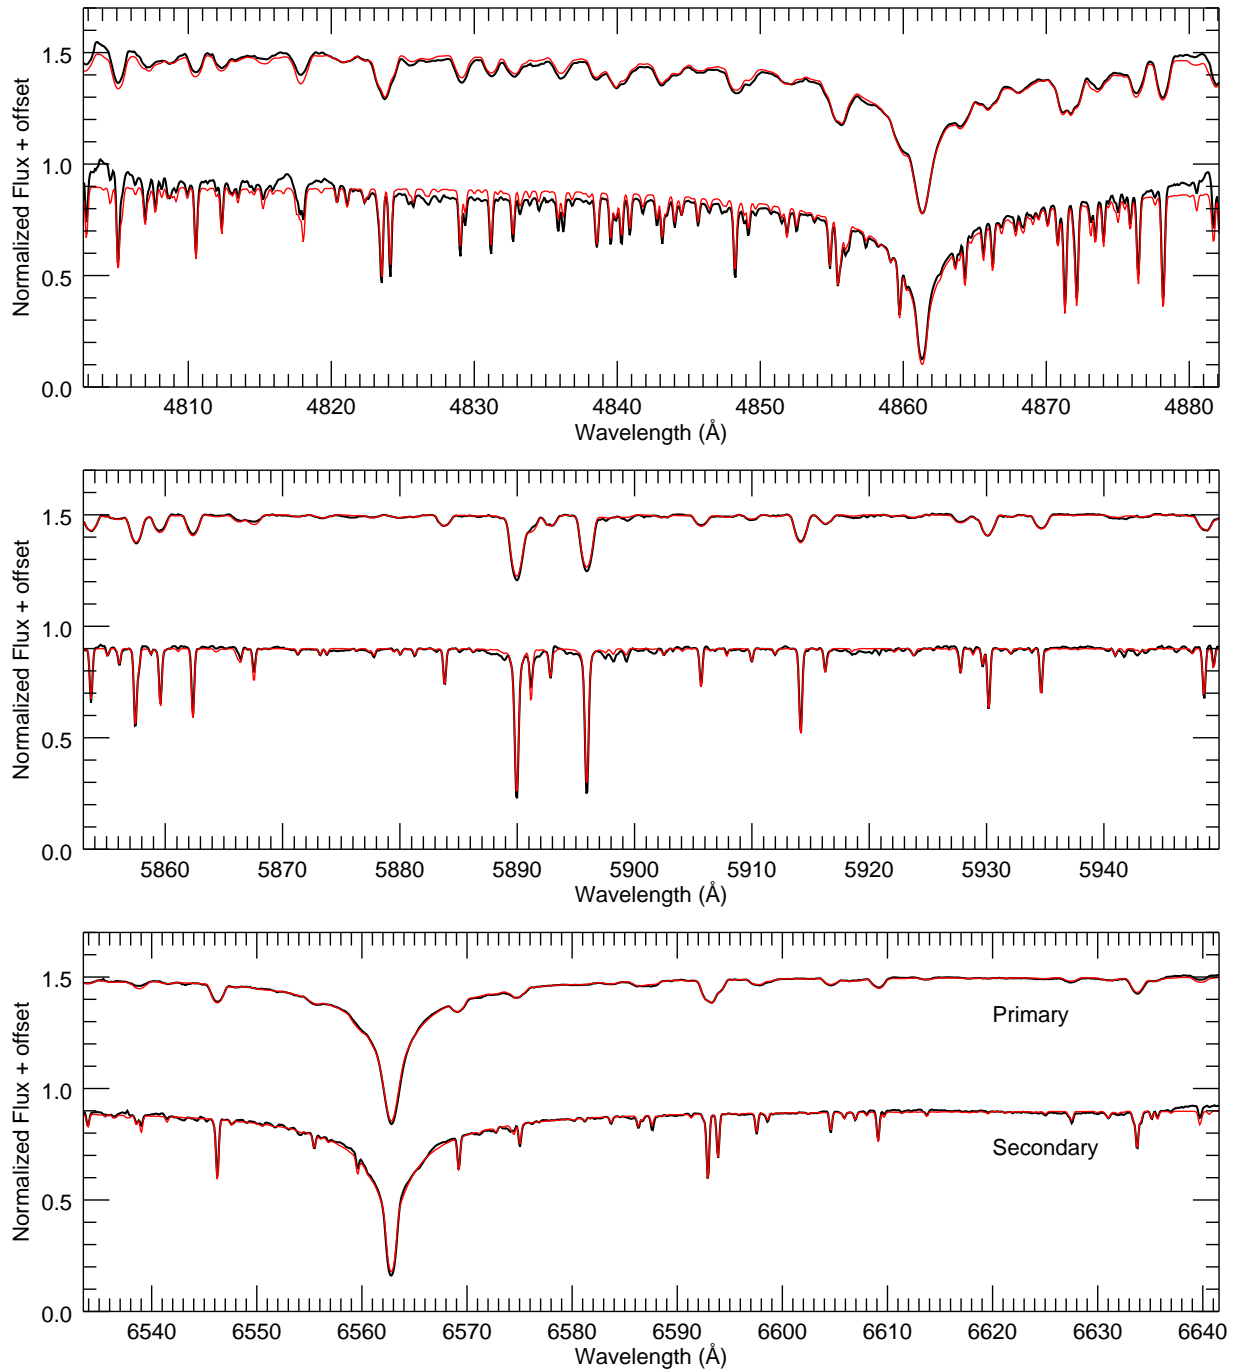 Normalized Flux + offset
1.5
1.0
0.5
0.0
4810 4820 4830 4840 4850 4860 4870 4880
Wavelength (Å)
Normalized Flux + offset
1.5
1.0
0.5
0.0
5860 5870 5880 5890 5900 5910 5920 5930 5940
Wavelength (Å)
Normalized Flux + offset
1.5
Primary
1.0
Secondary
0.5
0.0
6540 6550 6560 6570 6580 6590 6600 6610 6620 6630 6640
Wavelength (Å)